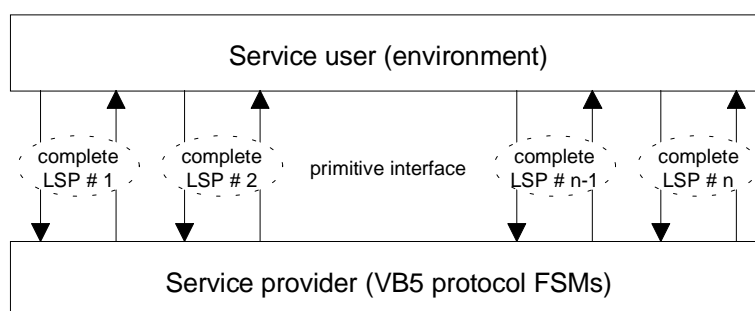 Service user (environment)
complete
LSP # 1
complete
LSP # 2
primitive interface
complete
LSP # n-1
complete
LSP # n
Service provider (VB5 protocol FSMs)